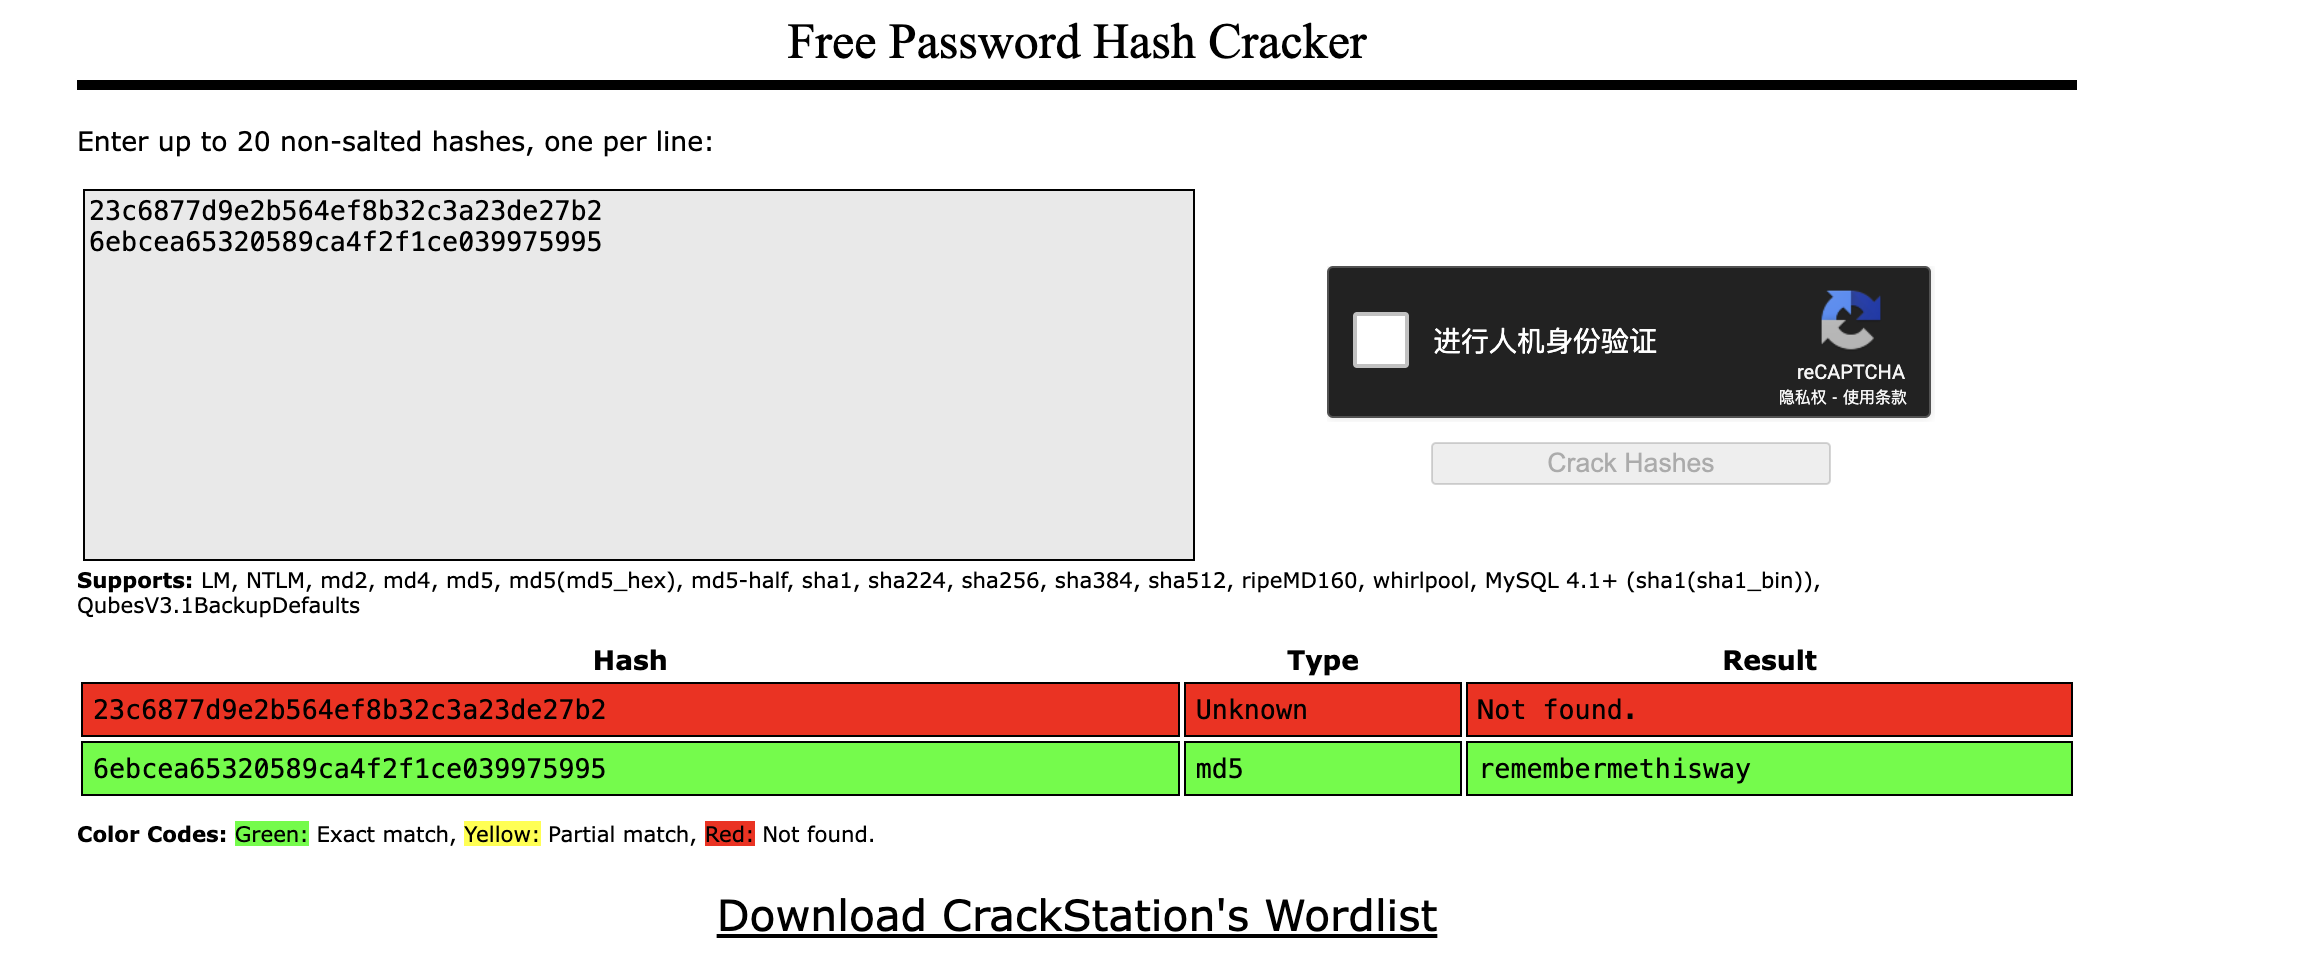 Free Password Hash Cracker
Enter up to 20 non-salted hashes, one per line:
23c6877d9e2b564ef8b32c3a23de27b2
6ebcea65320589ca4f2f1ce039975995
进行人机身份验证
reCAPTCHA
隐私权 - 使用条款
Crack Hashes
Supports: LM, NTLM, md2, md4, md5, md5(md5_hex), md5-half, sha1, sha224, sha256, sha384, sha512, ripeMD160, whirlpool, MySQL 4.1+ (sha1(sha1_bin)),
QubesV3.1BackupDefaults
Hash Type Result
23c6877d9e2b564ef8b32c3a23de27b2 Unknown Not found.
6ebcea65320589ca4f2f1ce039975995 md5 remembermethisway
Color Codes: Green: Exact match, Yellow: Partial match, Red: Not found.
Download CrackStation's Wordlist